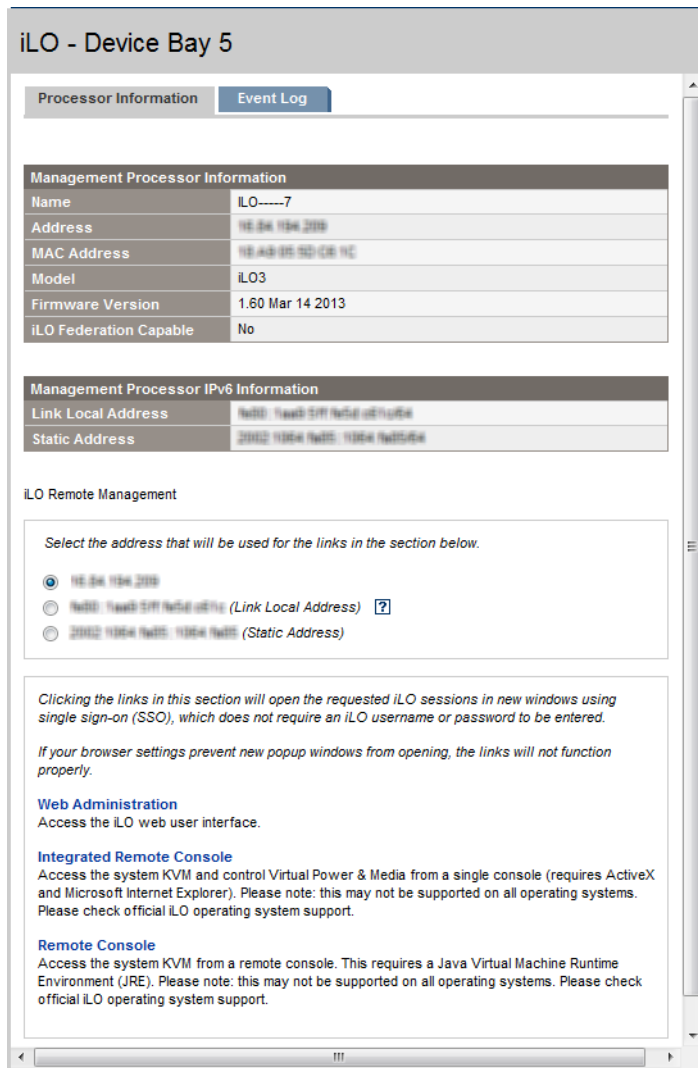 iLO - Device Bay 5
Processor Information Event Log
Management Processor Information
Name iLO-----7
Address
MAC Address
Model iLO3
Firmware Version 1.60 Mar 14 2013
iLO Federation Capable No
Management Processor IPv6 Information
Link Local Address
Static Address
iLO Remote Management
Select the address that will be used for the links in the section below.
(Link Local Address) ?
(Static Address)
Clicking the links in this section will open the requested iLO sessions in new windows using
single sign-on (SSO), which does not require an iLO username or password to be entered.
If your browser settings prevent new popup windows from opening, the links will not function
properly.
Web Administration
Access the iLO web user interface.
Integrated Remote Console
Access the system KVM and control Virtual Power & Media from a single console (requires ActiveX
and Microsoft Internet Explorer). Please note: this may not be supported on all operating systems.
Please check official iLO operating system support.
Remote Console
Access the system KVM from a remote console. This requires a Java Virtual Machine Runtime
Environment (JRE). Please note: this may not be supported on all operating systems. Please check
official iLO operating system support.